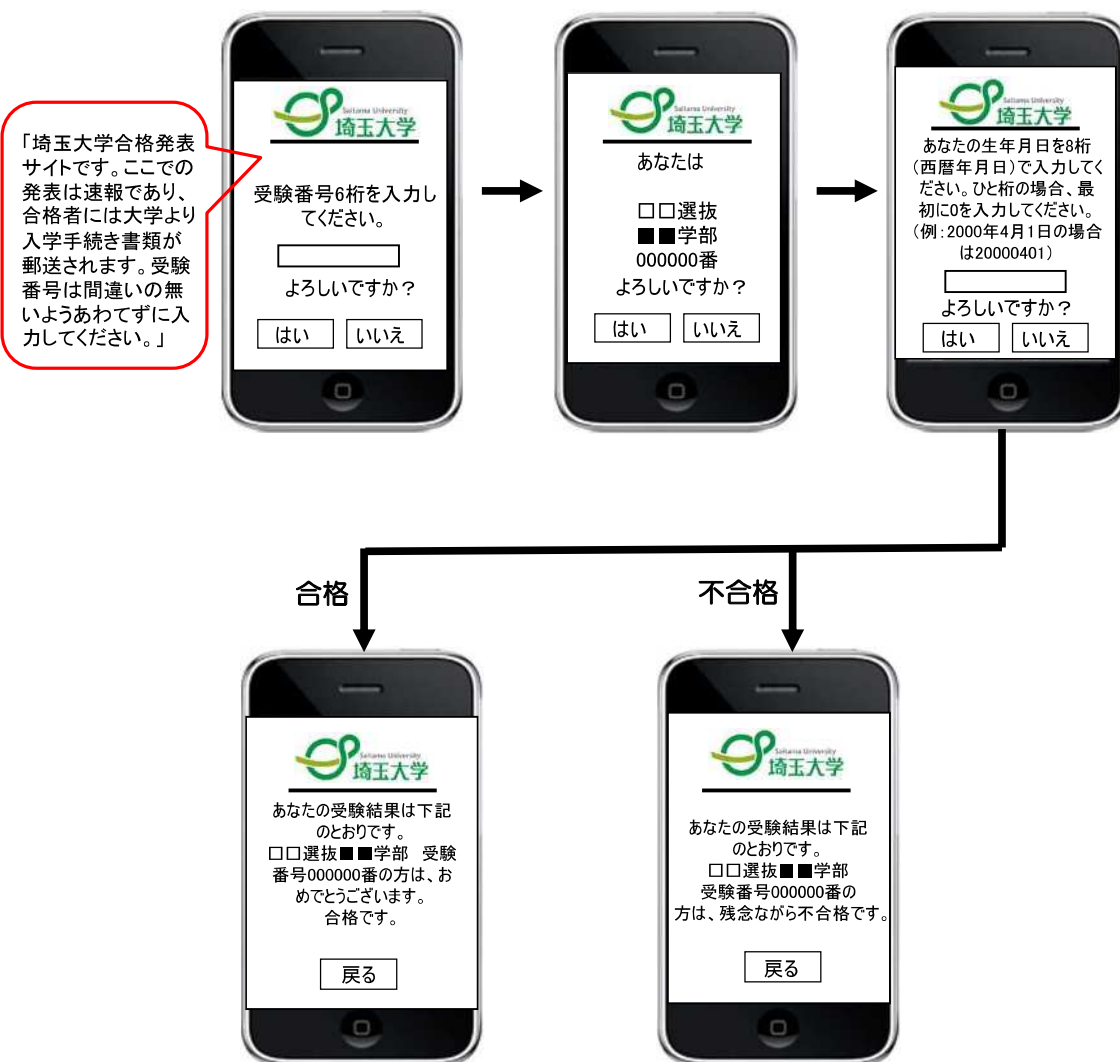 「埼玉大学合格発表
サイトです。ここでの
発表は速報であり、
合格者には大学より
入学手続き書類が
郵送されます。受験
番号は間違いの無
いようあわてずに入
力してください。」
Saitama University
埼玉大学
受験番号6桁を入力し
てください。
よろしいですか？
はい
いいえ
Saitama University
埼玉大学
あなたは
□□選抜
■■学部
000000番
よろしいですか？
はい
いいえ
Saitama University
埼玉大学
あなたの生年月日を8桁
（西暦年月日）で入力してく
ださい。ひと桁の場合、最
初に0を入力してください。
（例：2000年4月1日の場合
は20000401）
よろしいですか？
はい
いいえ
合格
不合格
Saitama University
埼玉大学
あなたの受験結果は下記
のとおりです。
□□選抜■■学部　受験
番号000000番の方は、お
めでとうございます。
合格です。
戻る
Saitama University
埼玉大学
あなたの受験結果は下記
のとおりです。
□□選抜■■学部
受験番号000000番の
方は、残念ながら不合格です。
戻る